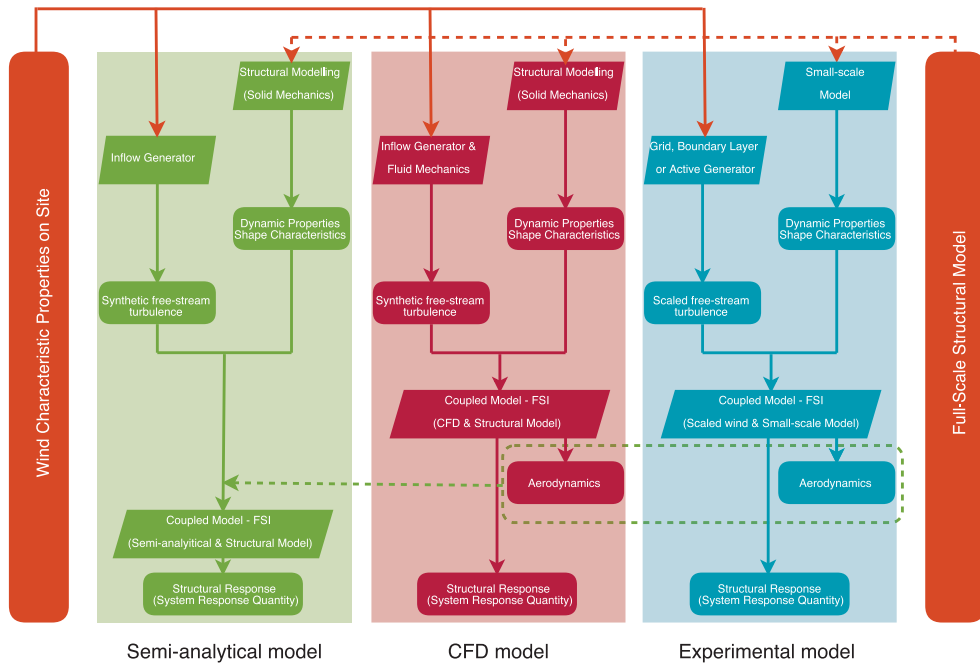 Wind Characteristic Properties on Site
Structural Modelling
(Solid Mechanics)
Inflow Generator
Dynamic Properties
Shape Characteristics
Synthetic free-stream
turbulence
Coupled Model - FSI
(Semi-analyitical & Structural Model)
Structural Response
(System Response Quantity)
Semi-analytical model
Structural Modelling
(Solid Mechanics)
Inflow Generator &
Fluid Mechanics
Dynamic Properties
Shape Characteristics
Synthetic free-stream
turbulence
Coupled Model - FSI
(CFD & Structural Model)
Aerodynamics
Structural Response
(System Response Quantity)
CFD model
Small-scale
Model
Grid, Boundary Layer
or Active Generator
Dynamic Properties
Shape Characteristics
Scaled free-stream
turbulence
Coupled Model - FSI
(Scaled wind & Small-scale Model)
Aerodynamics
Structural Response
(System Response Quantity)
Experimental model
Full-Scale Structural Model